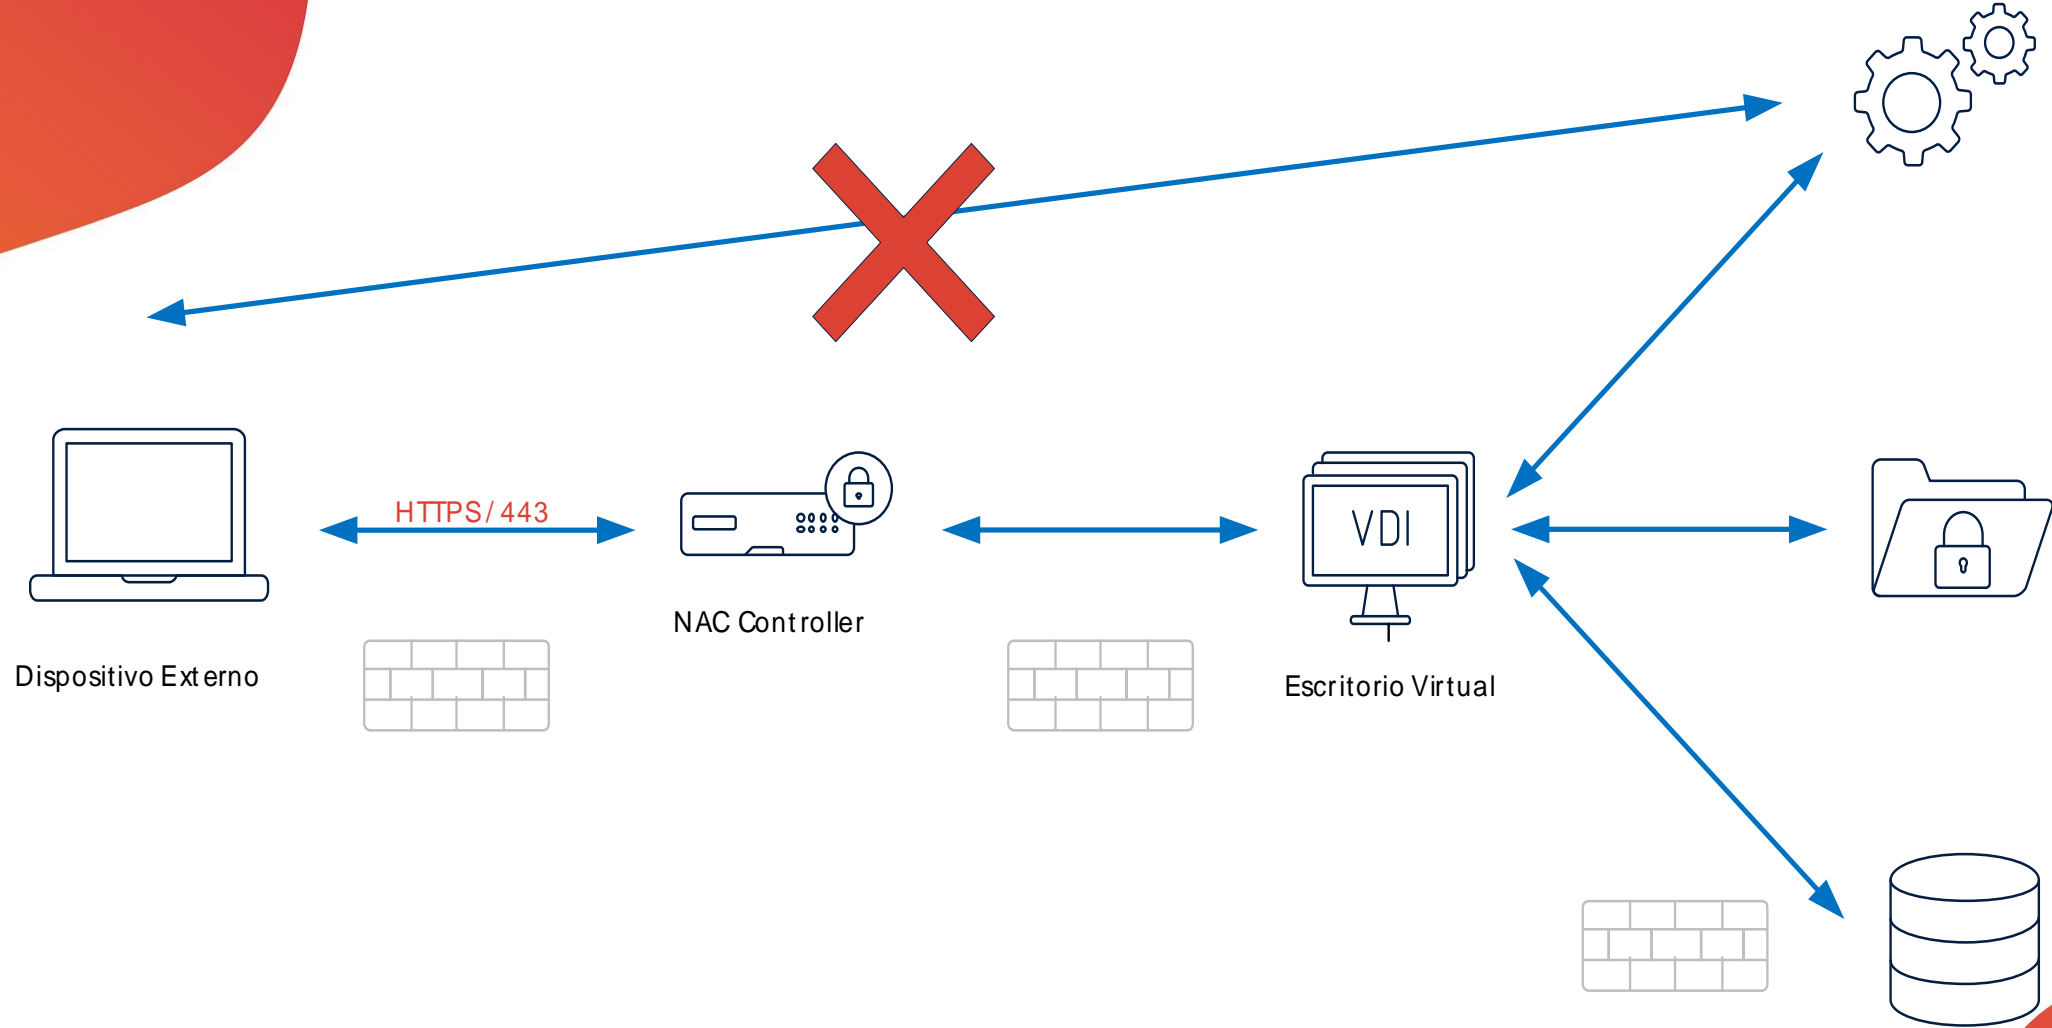 HTTPS/443
VDI
NAC Controller
Dispositivo Externo
Escritorio Virtual